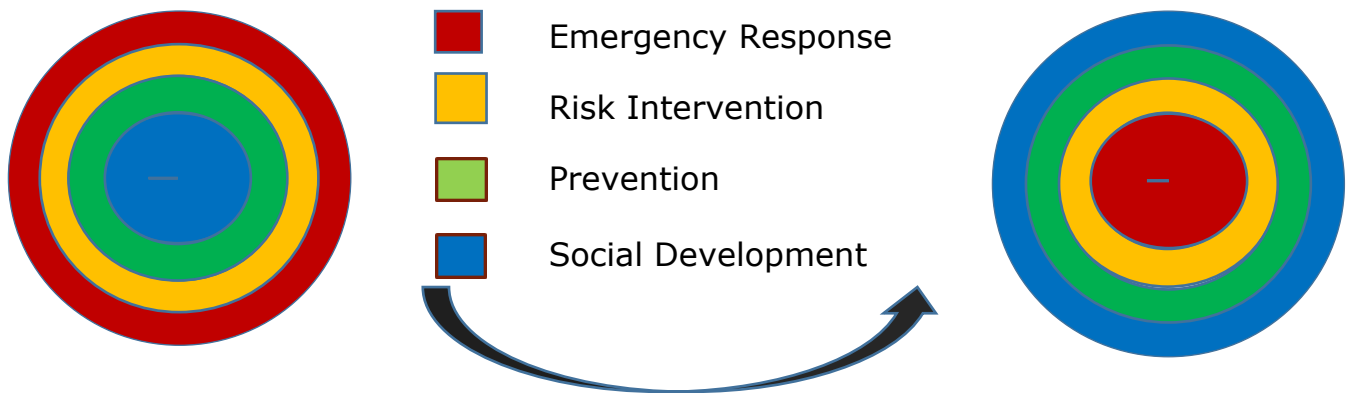 Emergency Response
Risk Intervention
Prevention
Social Development